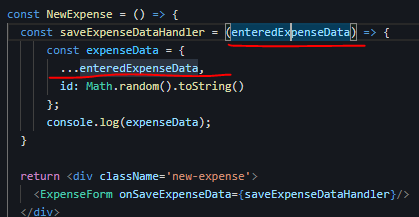 const NewExpense = () => {
const saveExpenseDataHandler = (enteredExpenseData) => {
const expenseData = {
...enteredExpenseData,
id: Math.random().toString()
};
console.log(expenseData);
}
return <div className='new-expense'>
<ExpenseForm onSaveExpenseData={saveExpenseDataHandler}/>
</div>